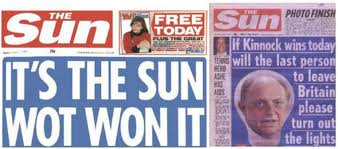 THE
Sun
FREE
TODAY
PLUS THE GREAT
IT'S THE SUN
WOT WON IT
THE
Sun
PHOTO FINISH
TENNIS
HERO
ASHE
HAS
AIDS
If Kinnock wins today
will the last person
to leave
Britain
please
turn out
the lights